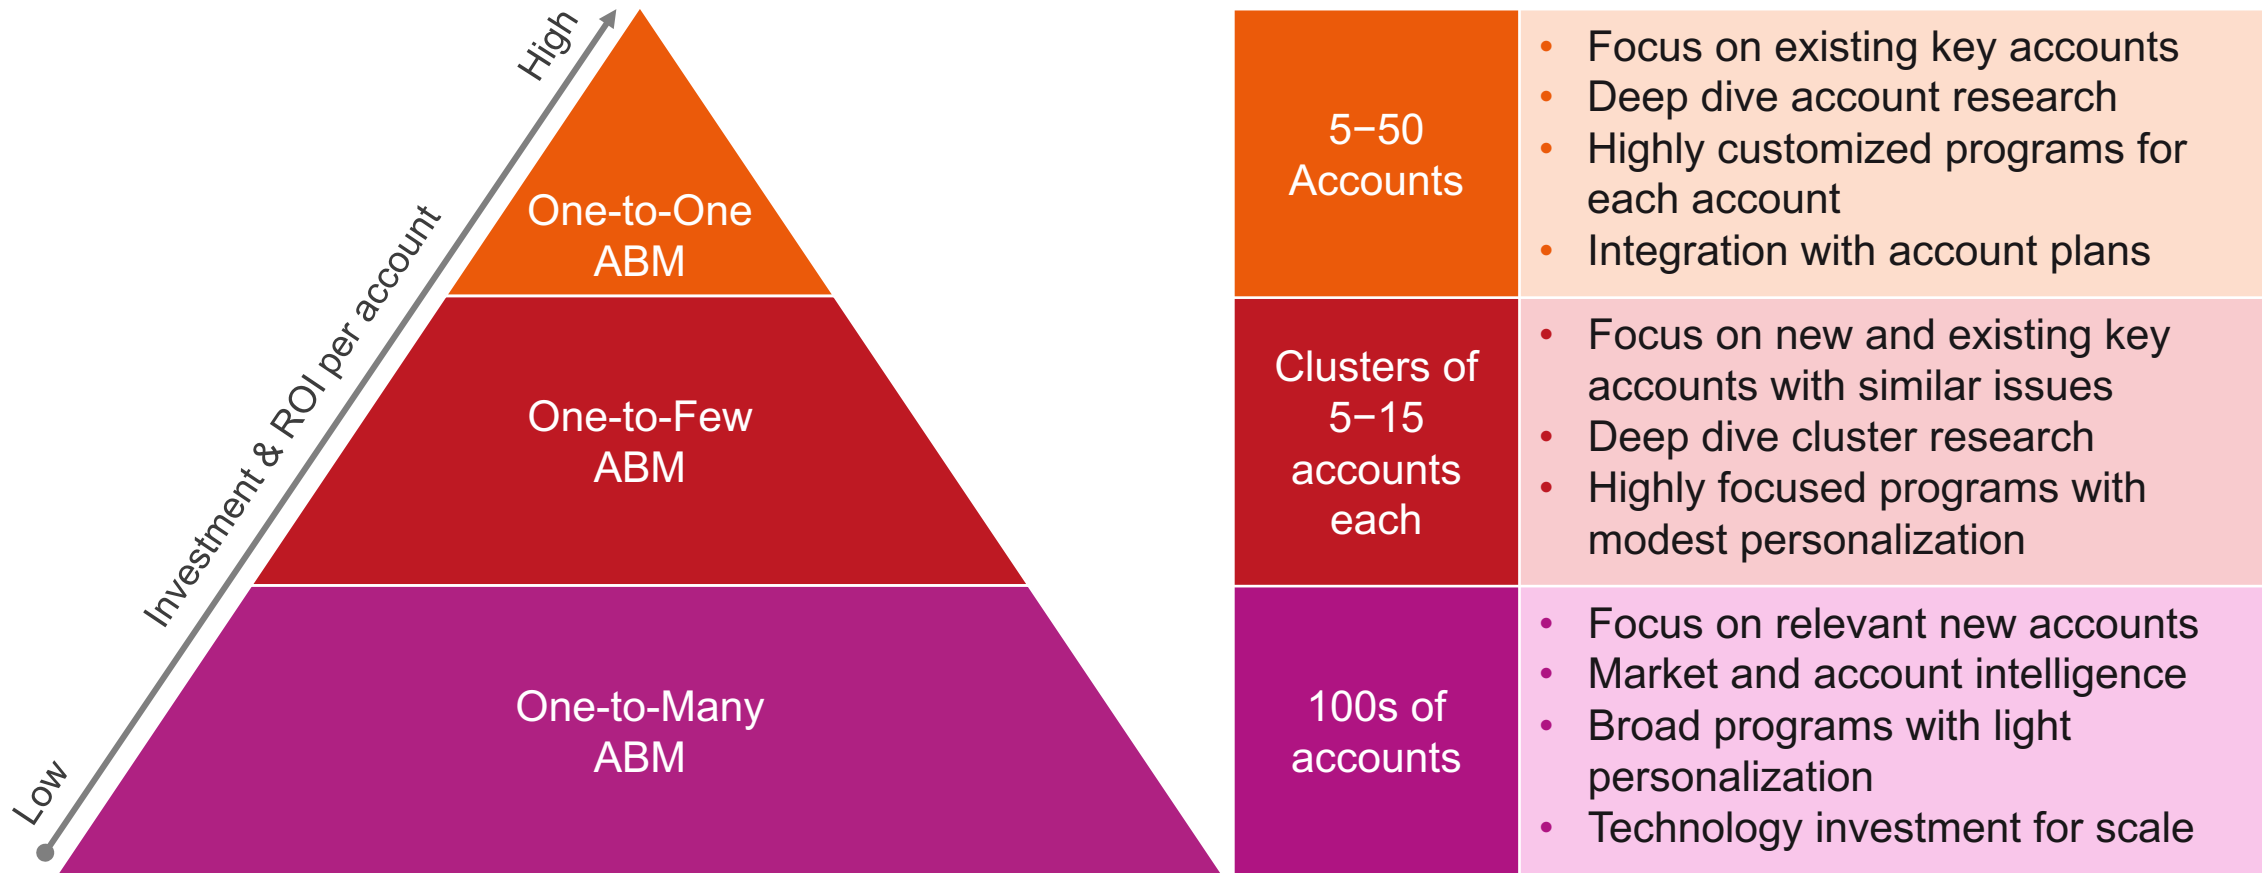 High
Investment & ROI per account
Low
One-to-One
ABM
One-to-Few
ABM
One-to-Many
ABM
5−50
Accounts
• Focus on existing key accounts
• Deep dive account research
• Highly customized programs for
each account
• Integration with account plans
Clusters of
5−15
accounts
each
• Focus on new and existing key
accounts with similar issues
• Deep dive cluster research
• Highly focused programs with
modest personalization
100s of
accounts
• Focus on relevant new accounts
• Market and account intelligence
• Broad programs with light
personalization
• Technology investment for scale